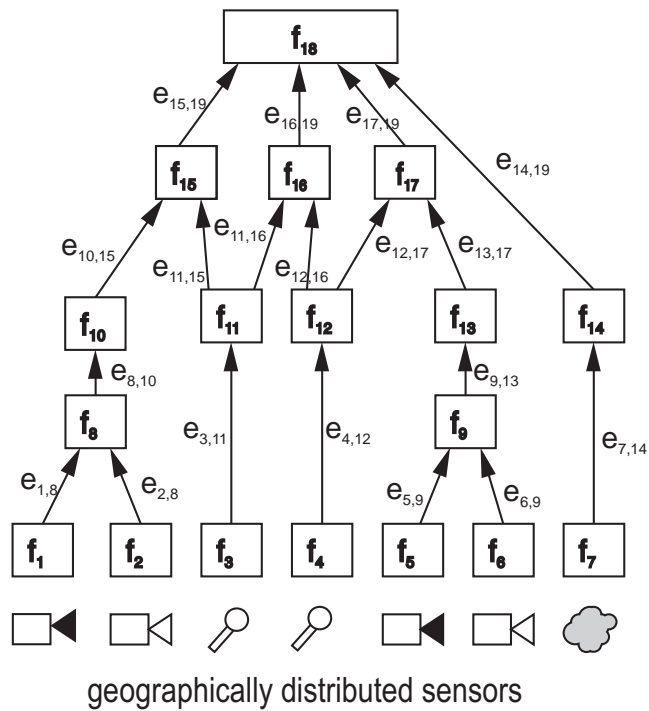 f18
e15,19
e16,19
e17,19
e14,19
f15
f16
f17
e10,15
e11,15
e11,16
e12,16
e12,17
e13,17
f10
f11
f12
f13
f14
e8,10
e9,13
f8
f9
e3,11
e4,12
e7,14
e1,8
e2,8
e5,9
e6,9
f1
f2
f3
f4
f5
f6
f7
geographically distributed sensors